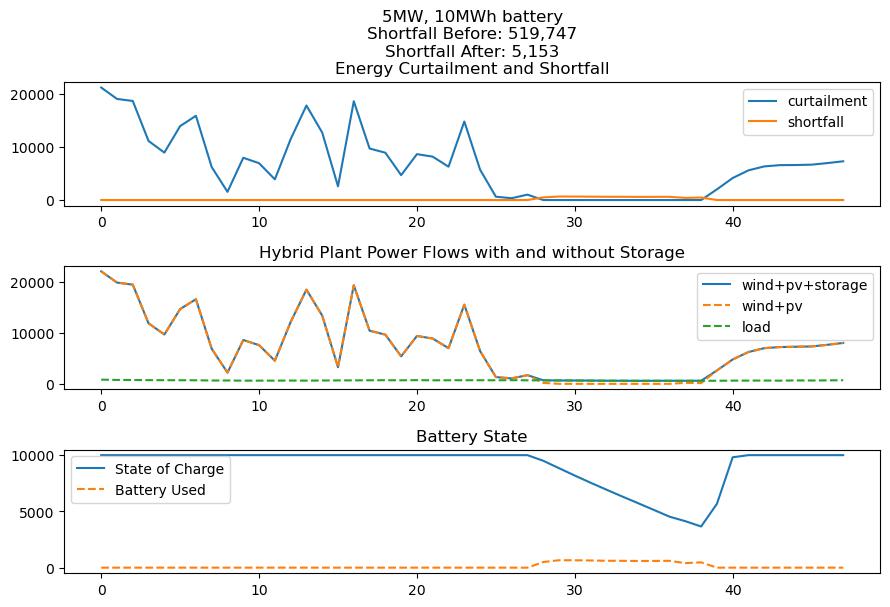 5MW, 10MWh battery
Shortfall Before: 519,747
Shortfall After: 5,153
Energy Curtailment and Shortfall
20000
10000
0
curtailment
shortfall
0 10 20 30 40
Hybrid Plant Power Flows with and without Storage
20000
10000
0
wind+pv+storage
wind+pv
load
0 10 20 30 40
Battery State
10000
5000
0
State of Charge
Battery Used
0 10 20 30 40